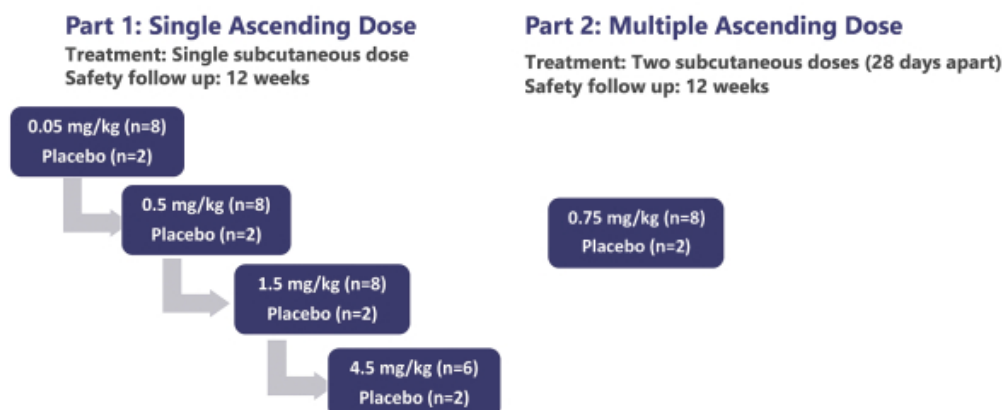 Part 1: Single Ascending Dose
Treatment: Single subcutaneous dose
Safety follow up: 12 weeks
0.05 mg/kg (n=8)
Placebo (n=2)
0.5 mg/kg (n=8)
Placebo (n=2)
1.5 mg/kg (n=8)
Placebo (n=2)
4.5 mg/kg (n=6)
Placebo (n=2)
Part 2: Multiple Ascending Dose
Treatment: Two subcutaneous doses (28 days apart)
Safety follow up: 12 weeks
0.75 mg/kg (n=8)
Placebo (n=2)